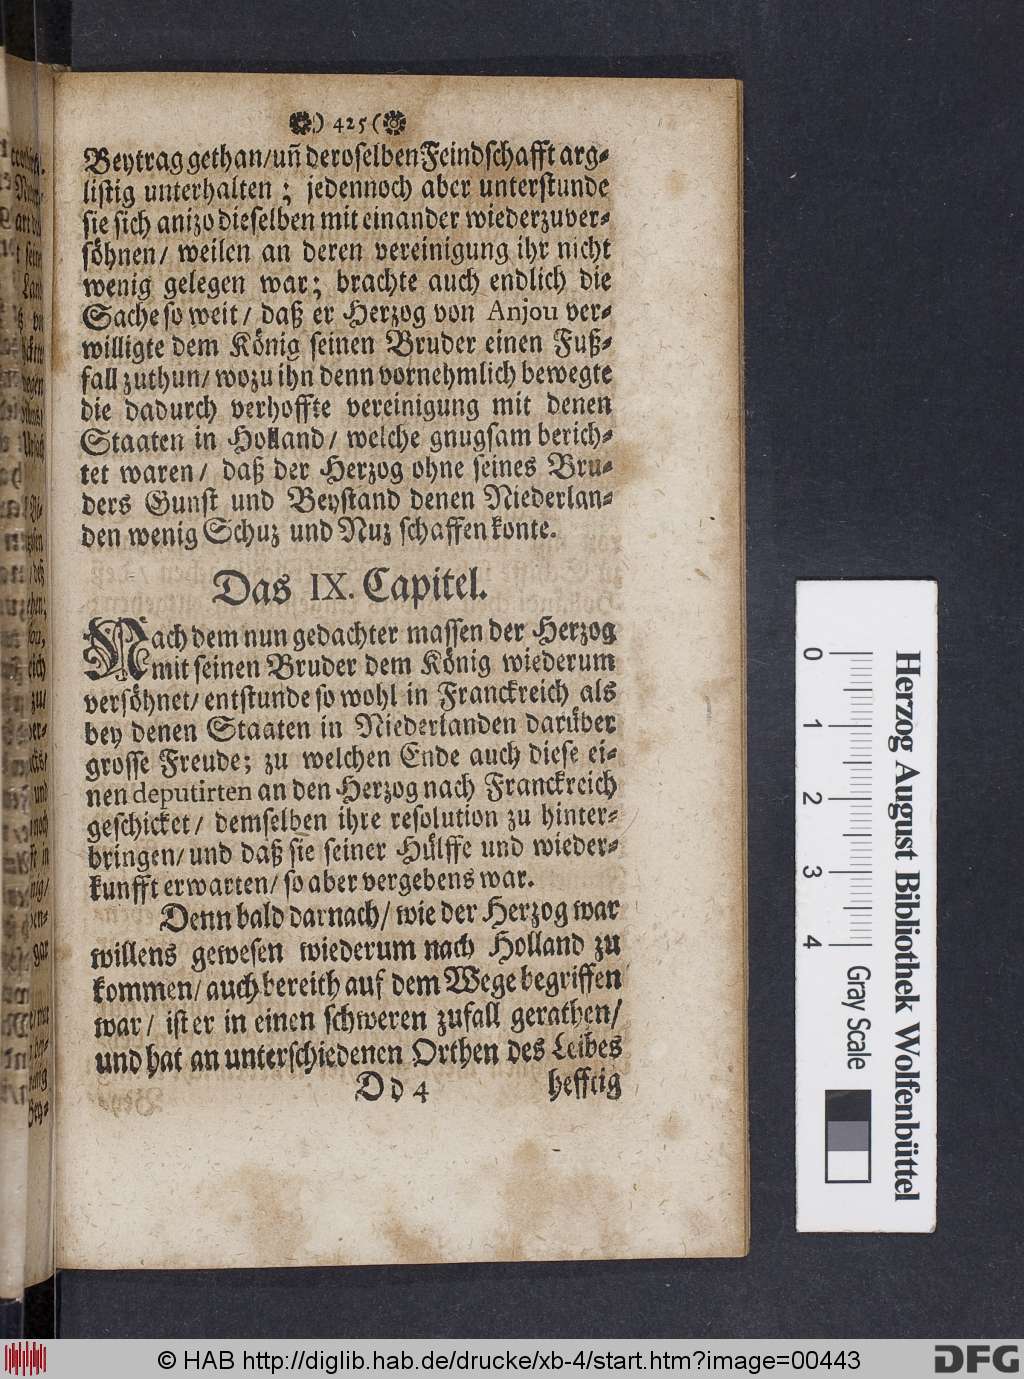 ) 425 (
Beytrag gethan/ uñ deroselben Feindschafft arg-
listig unterhalten ; jedennoch aber unterstunde
sie sich anizo dieselben mit einander wiederzuver-
söhnen/ weilen an deren vereinigung ihr nicht
wenig gelegen war; brachte auch endlich die
Sache so weit/ daß er Herzog von Anjou ver-
willigte dem König seinen Bruder einen Fuß-
fall zuthun/ wozu ihn denn vornehmlich bewegte
die dadurch verhoffte vereinigung mit denen
Staaten in Holland/ welche gnugsam berich-
tet waren/ daß der Herzog ohne seines Bru-
ders Gunst und Beystand denen Niederlan-
den wenig Schuz und Nuz schaffen konte.
Das IX. Capitel.
Nach dem nun gedachter massen der Herzog
mit seinen Bruder dem König wiederum
versöhnet/ entstunde so wohl in Franckreich als
bey denen Staaten in Niederlanden darüber
grosse Freude; zu welchen Ende auch diese ei-
nen deputirten an den Herzog nach Franckreich
geschicket/ demselben ihre resolution zu hinter-
bringen/ und daß sie seiner Hülffe und wieder-
kunfft erwarten/ so aber vergebens war.
Denn bald darnach/ wie der Herzog war
willens gewesen wiederum nach Holland zu
kommen/ auch bereith auf dem Wege begriffen
war/ ist er in einen schweren zufall gerathen/
und hat an unterschiedenen Orthen des Leibes
Dd 4 hefftig
0 1 2 3 4 Gray Scale
Herzog August Bibliothek Wolfenbüttel
© HAB http://diglib.hab.de/drucke/xb-4/start.htm?image=00443
DFG